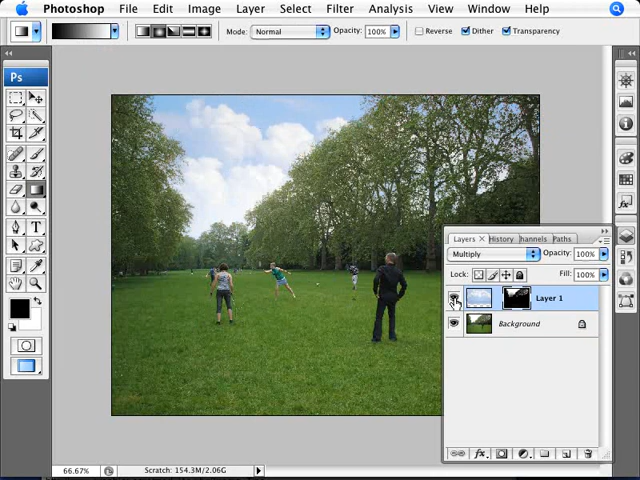 Photoshop File Edit Image Layer Select Filter Analysis View Window Help
Mode: Normal Opacity: 100% Reverse Dither Transparency
Ps
Layers × History hannels Paths
Multiply Opacity: 100%
Lock: Fill: 100%
Layer 1
Background
66.67% Scratch: 154.3M/2.06G